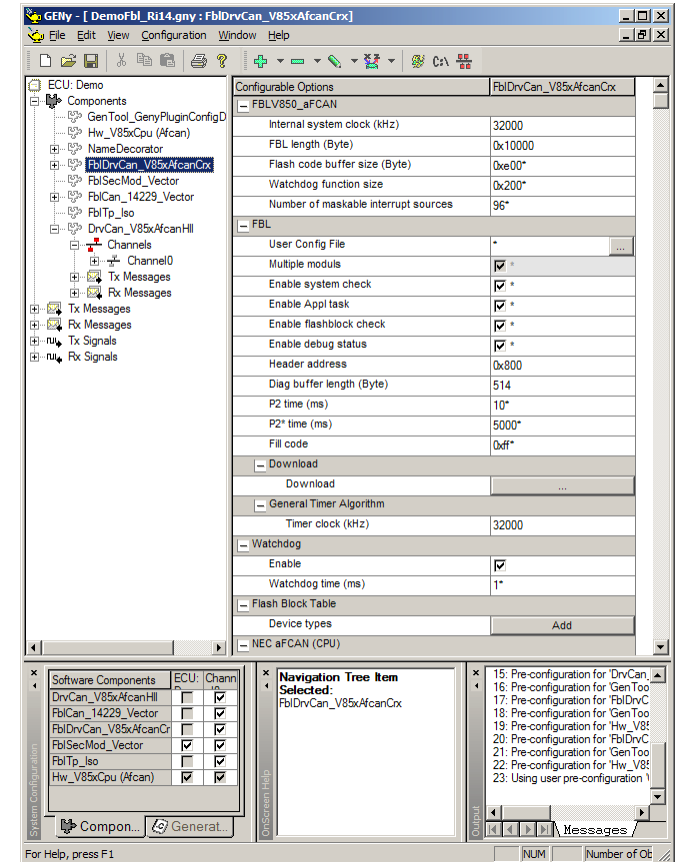 GENy - [ DemoFbl_Ri14.gny : FblDrvCan_V85xAfcanCrx]
File Edit View Configuration Window Help
ECU: Demo
Components
GenTool_GenyPluginConfigD
Hw_V85xCpu (Afcan)
NameDecorator
FblDrvCan_V85xAfcanCrx
FblSecMod_Vector
FblCan_14229_Vector
FblTp_Iso
DrvCan_V85xAfcanHll
Channels
Channel0
Tx Messages
Rx Messages
Tx Messages
Rx Messages
Tx Signals
Rx Signals
Configurable Options FblDrvCan_V85xAfcanCrx
FBLV850_aFCAN
Internal system clock (kHz) 32000
FBL length (Byte) 0x10000
Flash code buffer size (Byte) 0xe00*
Watchdog function size 0x200*
Number of maskable interrupt sources 96*
FBL
User Config File * ...
Multiple moduls *
Enable system check *
Enable Appl task *
Enable flashblock check *
Enable debug status *
Header address 0x800
Diag buffer length (Byte) 514
P2 time (ms) 10*
P2* time (ms) 5000*
Fill code 0xff*
Download
Download ...
General Timer Algorithm
Timer clock (kHz) 32000
Watchdog
Enable
Watchdog time (ms) 1*
Flash Block Table
Device types Add
NEC aFCAN (CPU)
System Configuration
Software Components ECU: Chann
DrvCan_V85xAfcanHll
FblCan_14229_Vector
FblDrvCan_V85xAfcanCr
FblSecMod_Vector
FblTp_Iso
Hw_V85xCpu (Afcan)
Compon... Generat...
OnScreen Help
Navigation Tree Item
Selected:
FblDrvCan_V85xAfcanCrx
Output
15: Pre-configuration for 'DrvCan_
16: Pre-configuration for 'GenToo
17: Pre-configuration for 'FblDrvC
18: Pre-configuration for 'GenToo
19: Pre-configuration for 'Hw_V85
20: Pre-configuration for 'FblDrvC
21: Pre-configuration for 'GenToo
22: Pre-configuration for 'Hw_V85
23: Using user pre-configuration
Messages
For Help, press F1
NUM
Number of Ob